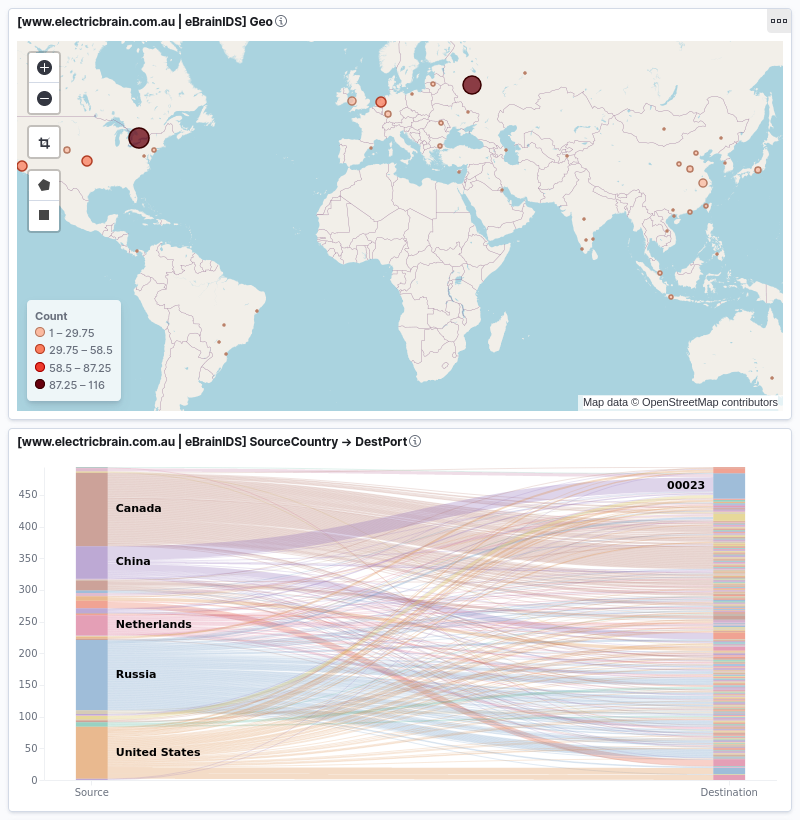 [www.electricbrain.com.au | eBrainIDS] Geo
Count
1 – 29.75
29.75 – 58.5
58.5 – 87.25
87.25 – 116
Map data © OpenStreetMap contributors
[www.electricbrain.com.au | eBrainIDS] SourceCountry → DestPort
450
400
350
300
250
200
150
100
50
0
Canada
China
Netherlands
Russia
United States
00023
Source
Destination